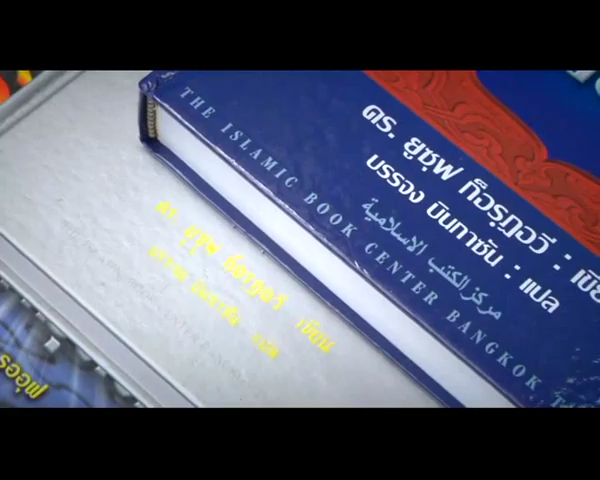 ดร. ยูซุฟ ก็อรฎอวี : เขีย
บรรจง บินกาซัน : แปล
مركز الكتب الإسلامية
THE ISLAMIC BOOK CENTER BANGKOK
ดร. ยูซุฟ ก็อรฎอวี เขียน
บรรจง บินกาซัน แปล